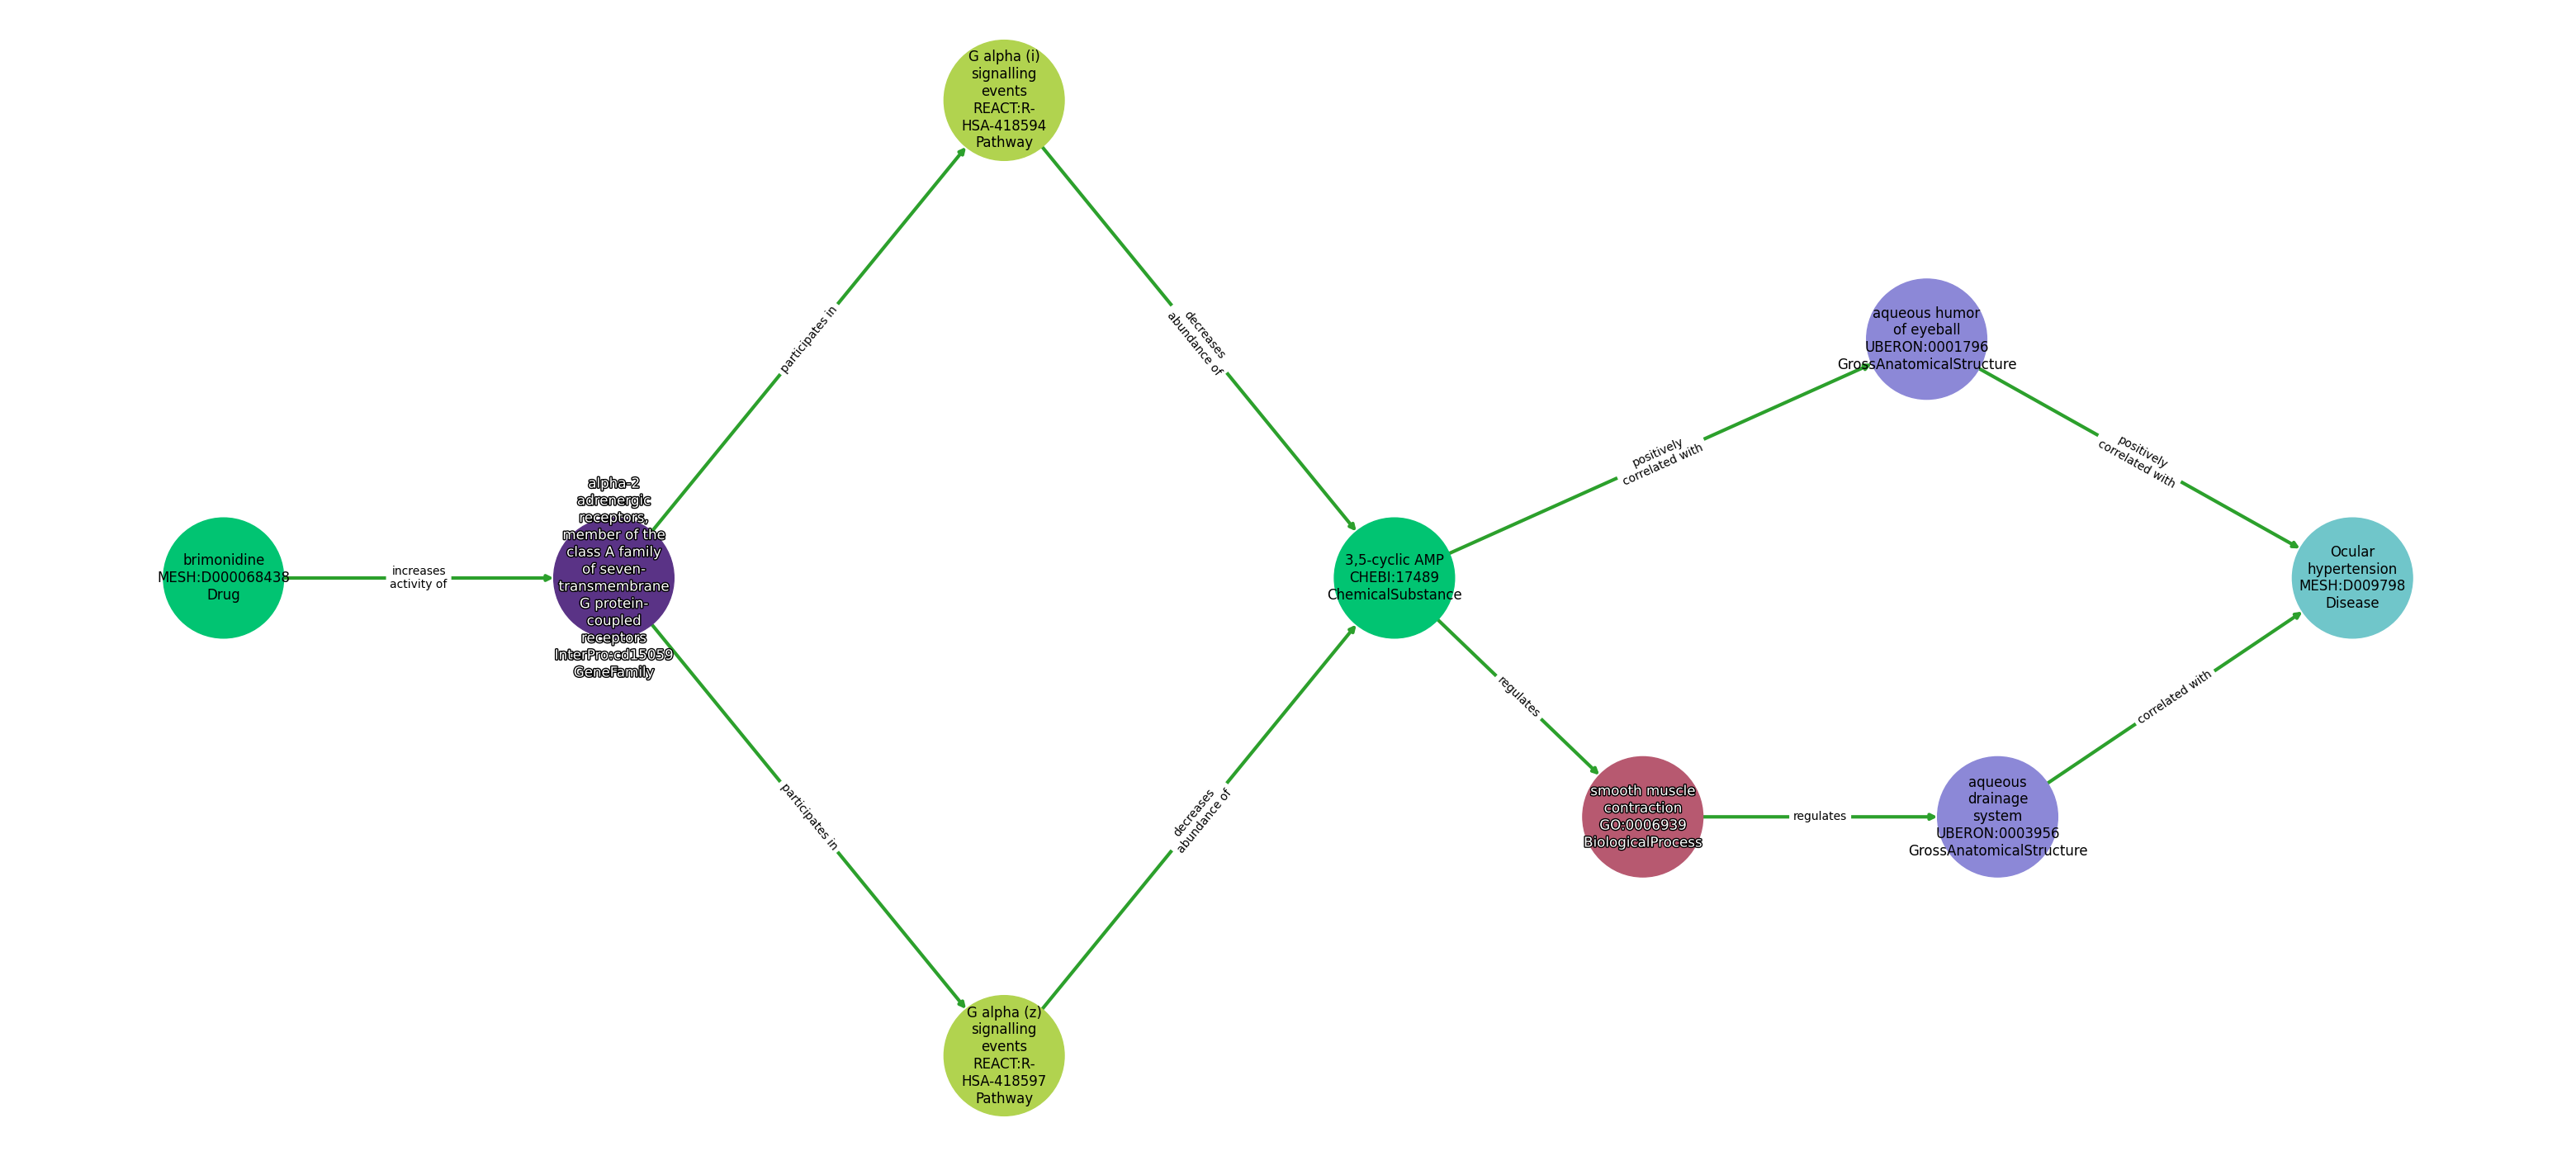 G alpha (i)
signalling
events
REACT:R-
HSA-418594
Pathway
participates in
decreases
abundance of
aqueous humor
of eyeball
UBERON:0001796
GrossAnatomicalStructure
positively
correlated with
positively
correlated with
brimonidine
MESH:D000068438
Drug
increases
activity of
alpha-2
adrenergic
receptors,
member of the
class A family
of seven-
transmembrane
G protein-
coupled
receptors
InterPro:cd15059
GeneFamily
3,5-cyclic AMP
CHEBI:17489
ChemicalSubstance
Ocular
hypertension
MESH:D009798
Disease
regulates
correlated with
smooth muscle
contraction
GO:0006939
BiologicalProcess
regulates
aqueous
drainage
system
UBERON:0003956
GrossAnatomicalStructure
participates in
decreases
abundance of
G alpha (z)
signalling
events
REACT:R-
HSA-418597
Pathway